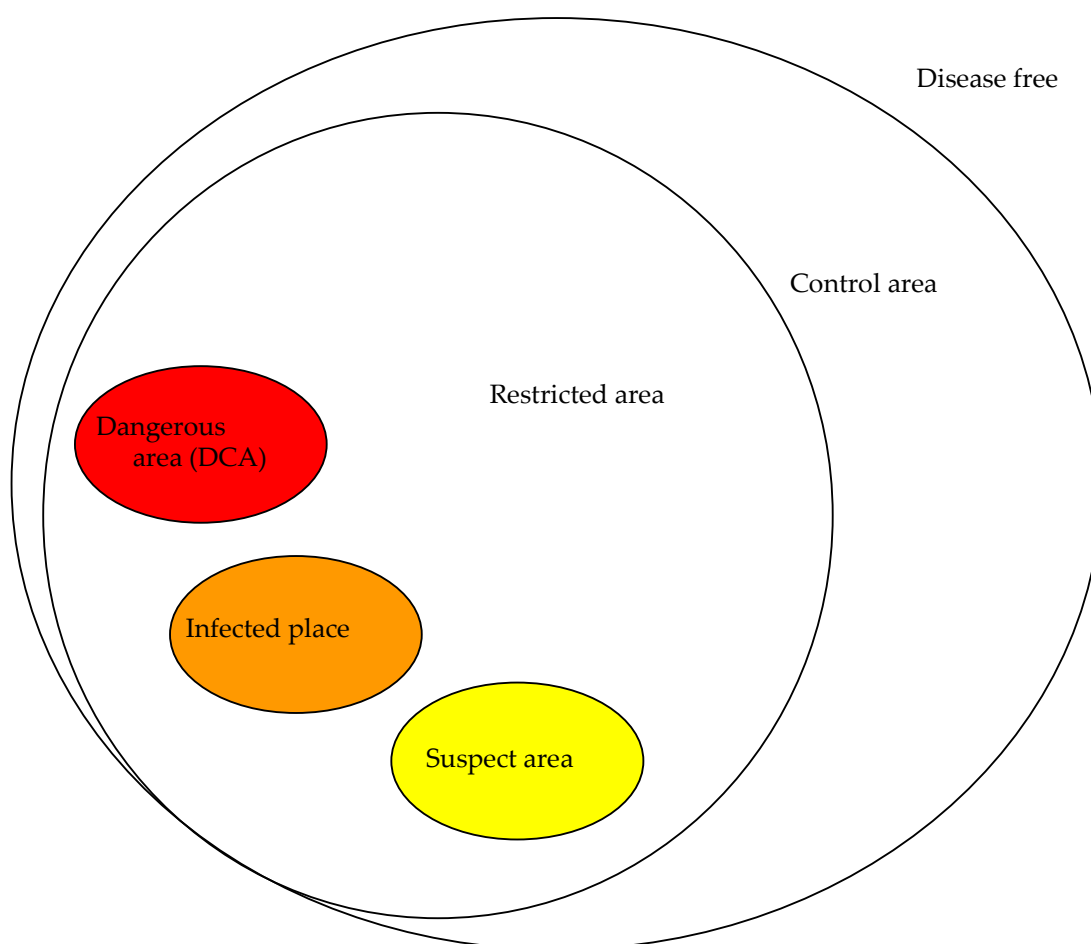 Disease free
Control area
Restricted area
Dangerous
area (DCA)
Infected place
Suspect area